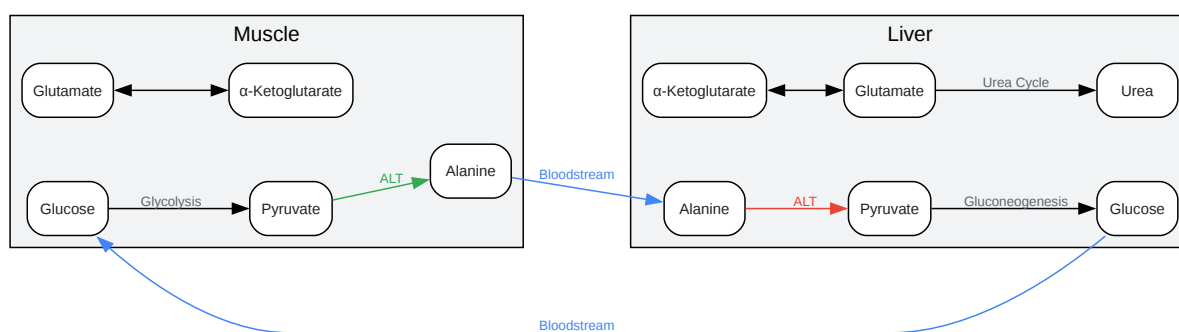 Muscle
Liver
Glutamate
α-Ketoglutarate
α-Ketoglutarate
Glutamate
Urea Cycle
Urea
Glucose
Glycolysis
Pyruvate
ALT
Alanine
Bloodstream
Alanine
ALT
Pyruvate
Gluconeogenesis
Glucose
Bloodstream